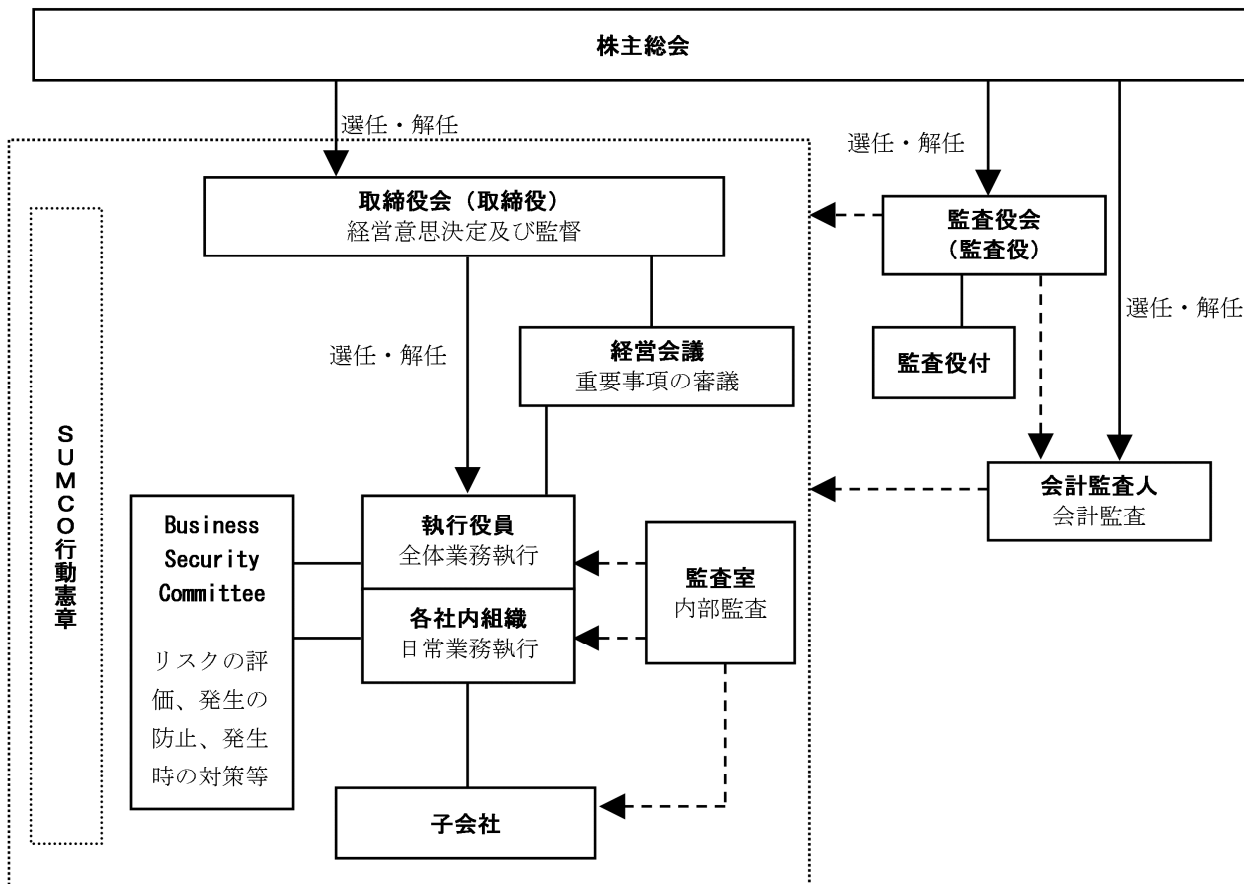 株主総会
選任・解任
選任・解任
取締役会（取締役）
経営意思決定及び監督
監査役会
（監査役）
選任・解任
選任・解任
経営会議
重要事項の審議
監査役付
SUMCO行動憲章
Business
Security
Committee
リスクの評
価、発生の
防止、発生
時の対策等
執行役員
全体業務執行
各社内組織
日常業務執行
監査室
内部監査
会計監査人
会計監査
子会社